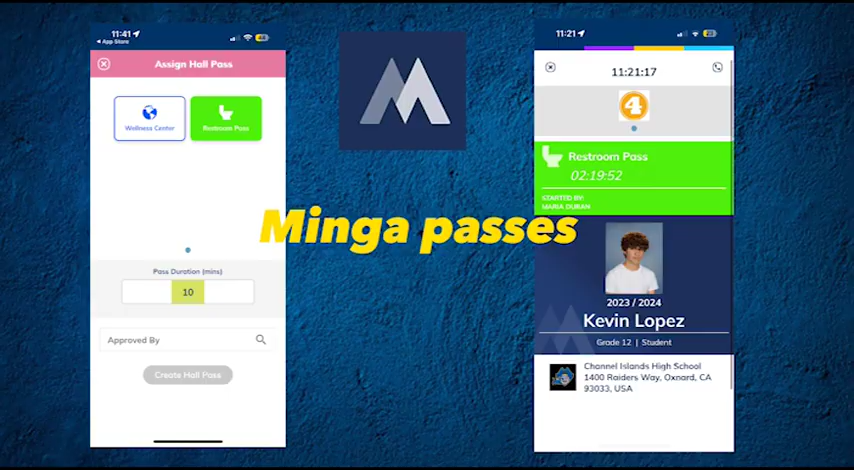 11:41
App Store
48
Assign Hall Pass
Wellness Center
Restroom Pass
Pass Duration (mins)
10
Approved By
Create Hall Pass
Minga passes
11:21
23
11:21:17
4
Restroom Pass
02:19:52
STARTED BY:
MARIA DURAN
2023 / 2024
Kevin Lopez
Grade 12 | Student
Channel Islands High School
1400 Raiders Way, Oxnard, CA
93033, USA